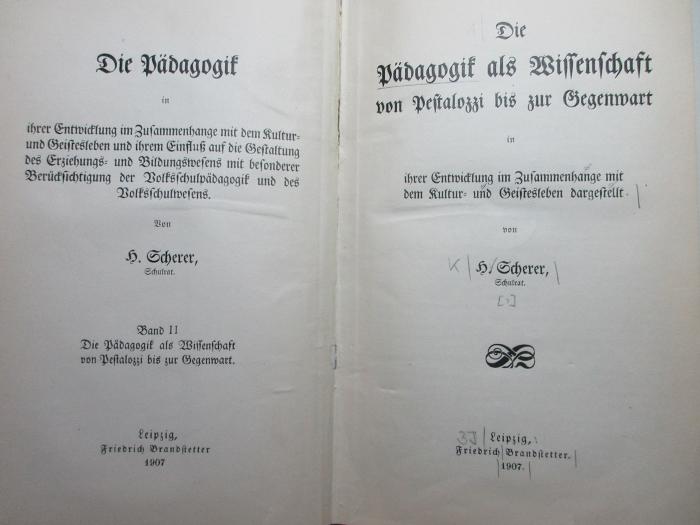 Die Pädagogik
in
ihrer Entwicklung im Zusammenhange mit dem Kultur-
und Geistesleben und ihrem Einfluß auf die Gestaltung
des Erziehungs- und Bildungswesens mit besonderer
Berücksichtigung der Volksschulpädagogik und des
Volksschulwesens.
Von
H. Scherer,
Schulrat.
Band II
Die Pädagogik als Wissenschaft
von Pestalozzi bis zur Gegenwart.
Leipzig,
Friedrich Brandstetter
1907
Die
Pädagogik als Wissenschaft
von Pestalozzi bis zur Gegenwart
in
ihrer Entwicklung im Zusammenhange mit
dem Kultur- und Geistesleben dargestellt
von
H. Scherer,
Schulrat.
Leipzig,
Friedrich Brandstetter.
1907.